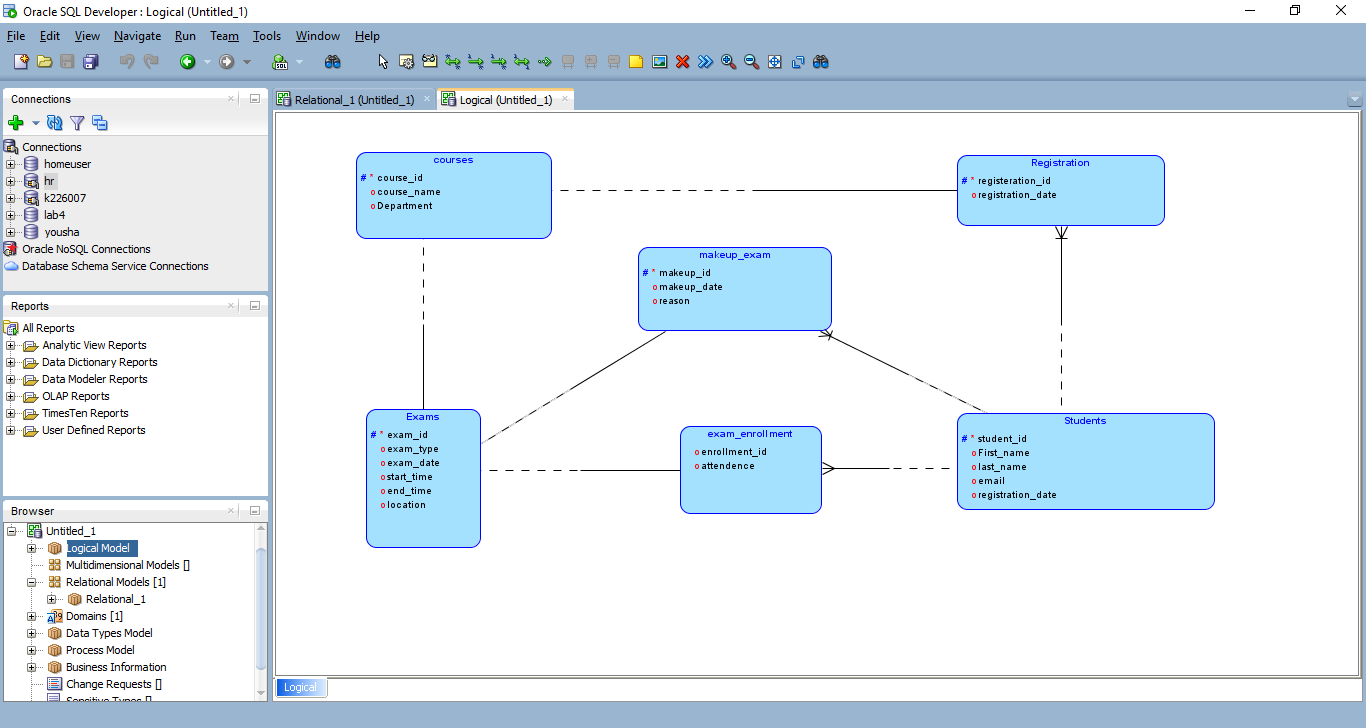 Oracle SQL Developer : Logical (Untitled_1)
File Edit View Navigate Run Team Tools Window Help
SQL
Connections
Connections
homeuser
hr
k226007
lab4
yousha
Oracle NoSQL Connections
Database Schema Service Connections
Reports
All Reports
Analytic View Reports
Data Dictionary Reports
Data Modeler Reports
OLAP Reports
TimesTen Reports
User Defined Reports
Browser
Untitled_1
Logical Model
Multidimensional Models []
Relational Models [1]
Relational_1
Domains [1]
Data Types Model
Process Model
Business Information
Change Requests []
Sensitive Types []
Relational_1 (Untitled_1) Logical (Untitled_1)
courses
# * course_id
o course_name
o Department
Registration
# * registeration_id
o registration_date
makeup_exam
# * makeup_id
o makeup_date
o reason
Exams
# * exam_id
o exam_type
o exam_date
o start_time
o end_time
o location
exam_enrollment
o enrollment_id
o attendence
Students
# * student_id
o First_name
o last_name
o email
o registration_date
Logical